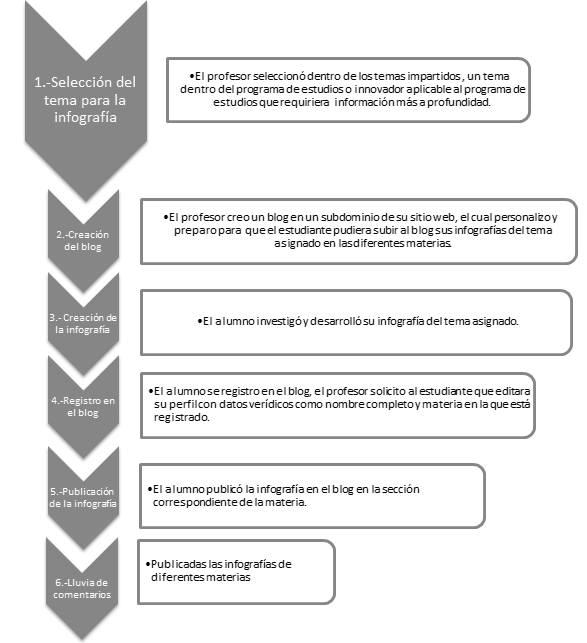 1.-Selección del
tema para la
infografía
•El profesor seleccionó dentro de los temas impartidos, un tema
dentro del programa de estudios o innovador aplicable al programa de
estudios que requiriera información más a profundidad.
2.-Creación
del blog
•El profesor creo un blog en un subdominio de su sitio web, el cual personalizo y
preparo para que el estudiante pudiera subir al blog sus infografías del tema
asignado en las diferentes materias.
3.- Creación de
la infografía
•El alumno investigó y desarrolló su infografía del tema asignado.
4.-Registro en
el blog
•El alumno se registro en el blog, el profesor solicito al estudiante que editara
su perfil con datos verídicos como nombre completo y materia en la que está
registrado.
5.-Publicación
de la infografía
•El alumno publicó la infografía en el blog en la sección
correspondiente de la materia.
6.-Lluvia de
comentarios
•Publicadas las infografías de
diferentes materias